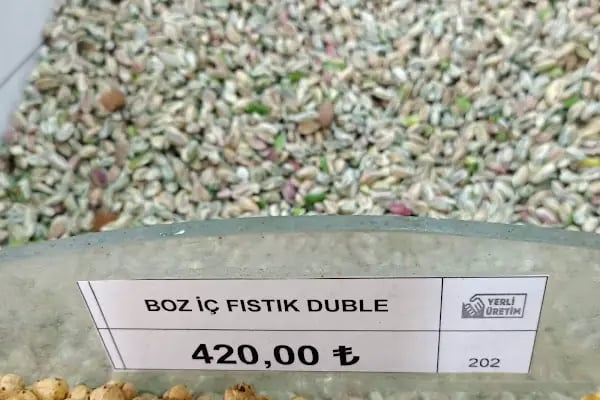 BOZ İÇ FISTIK DUBLE
YERLİ
ÜRETİM
420,00 ₺
202